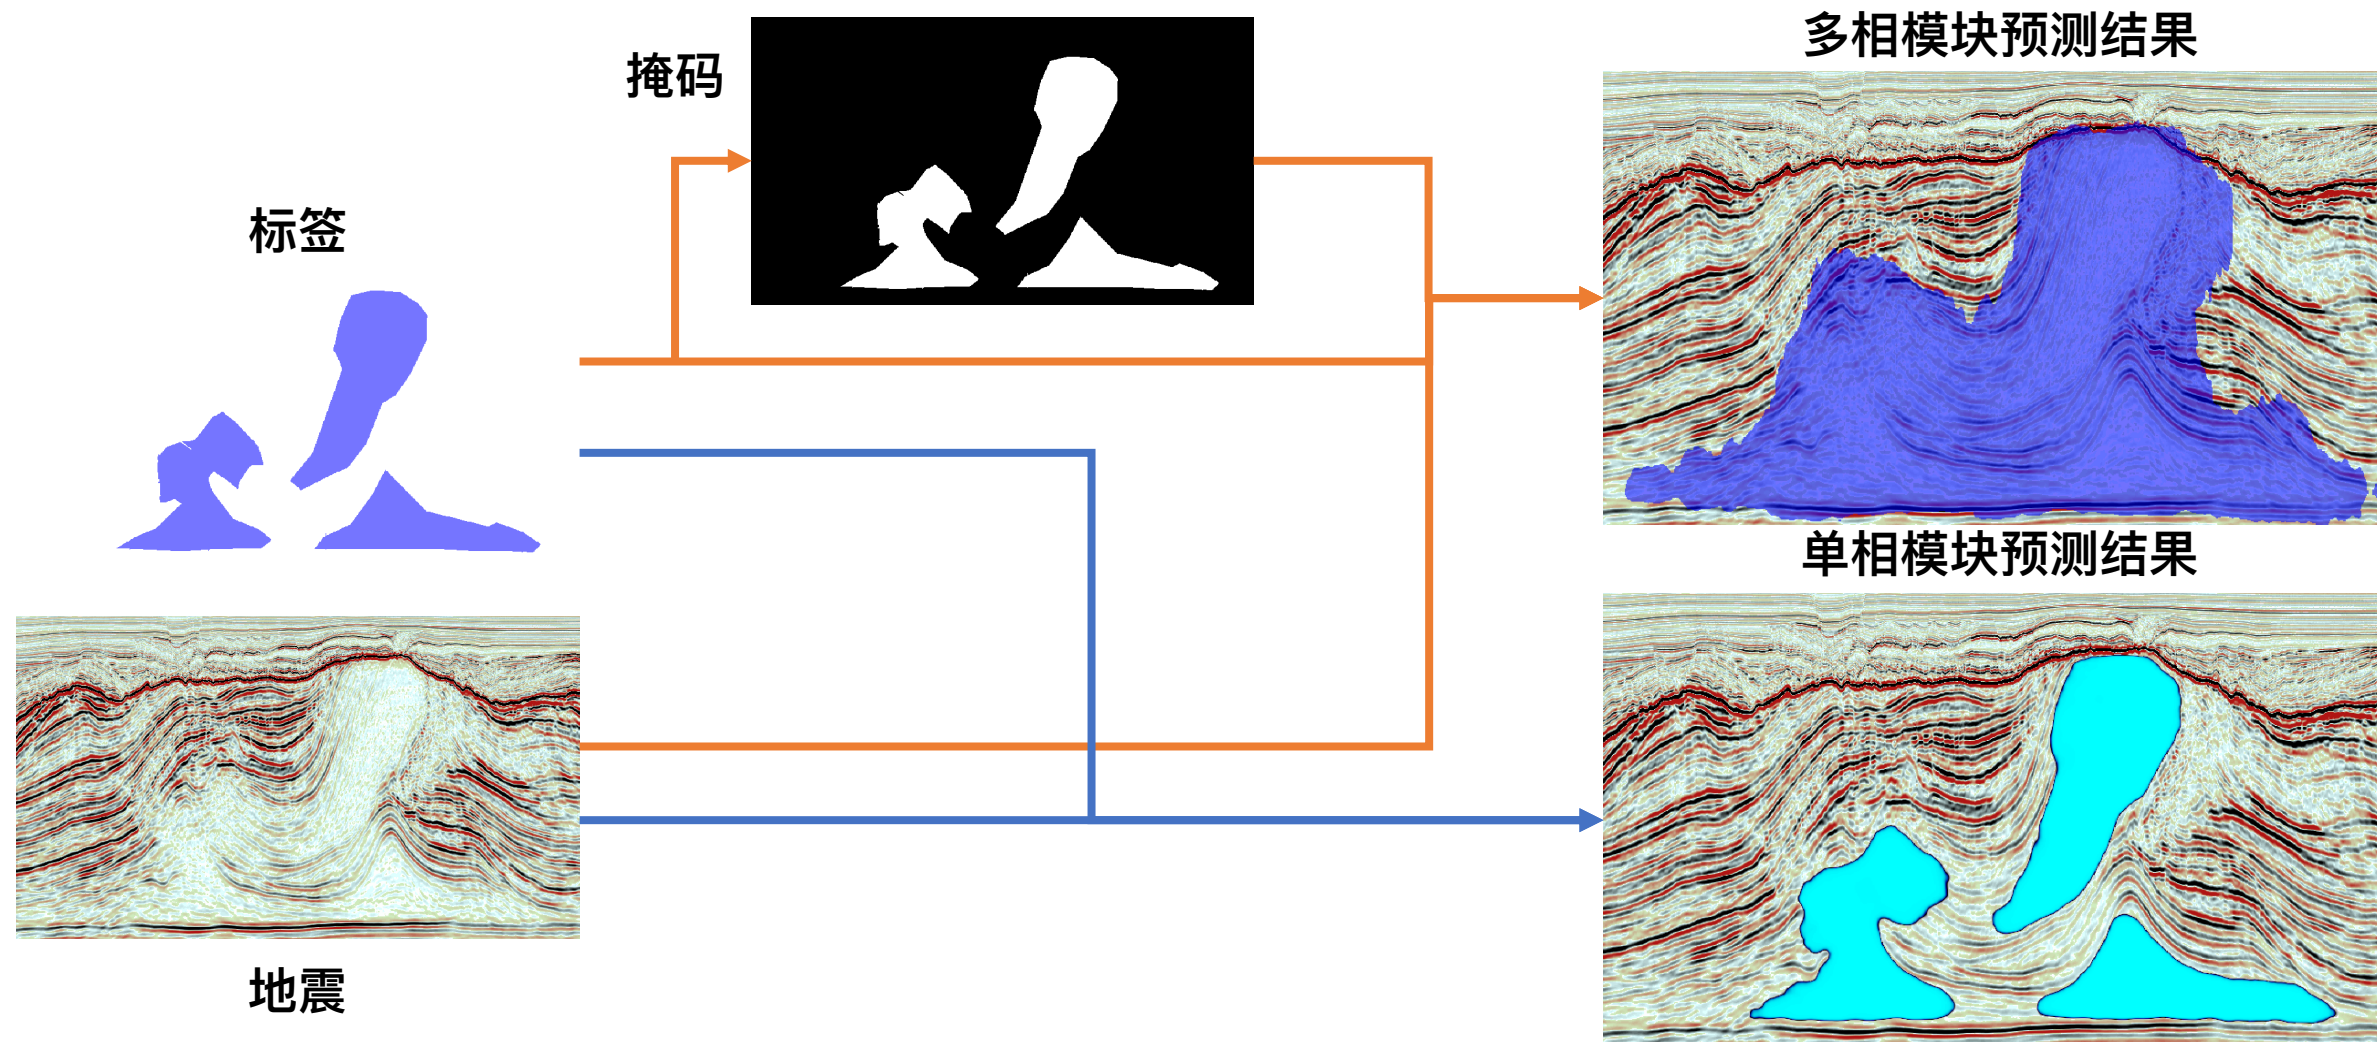 多相模块预测结果
掩码
标签
单相模块预测结果
地震